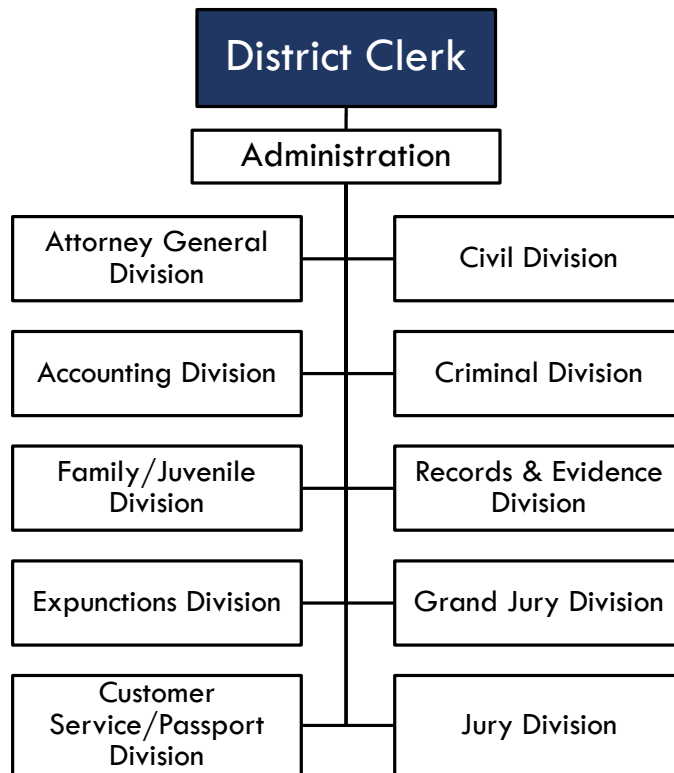 District Clerk
Administration
Attorney General
Division
Civil Division
Accounting Division
Criminal Division
Family/Juvenile
Division
Records & Evidence
Division
Expunctions Division
Grand Jury Division
Customer
Service/Passport
Division
Jury Division